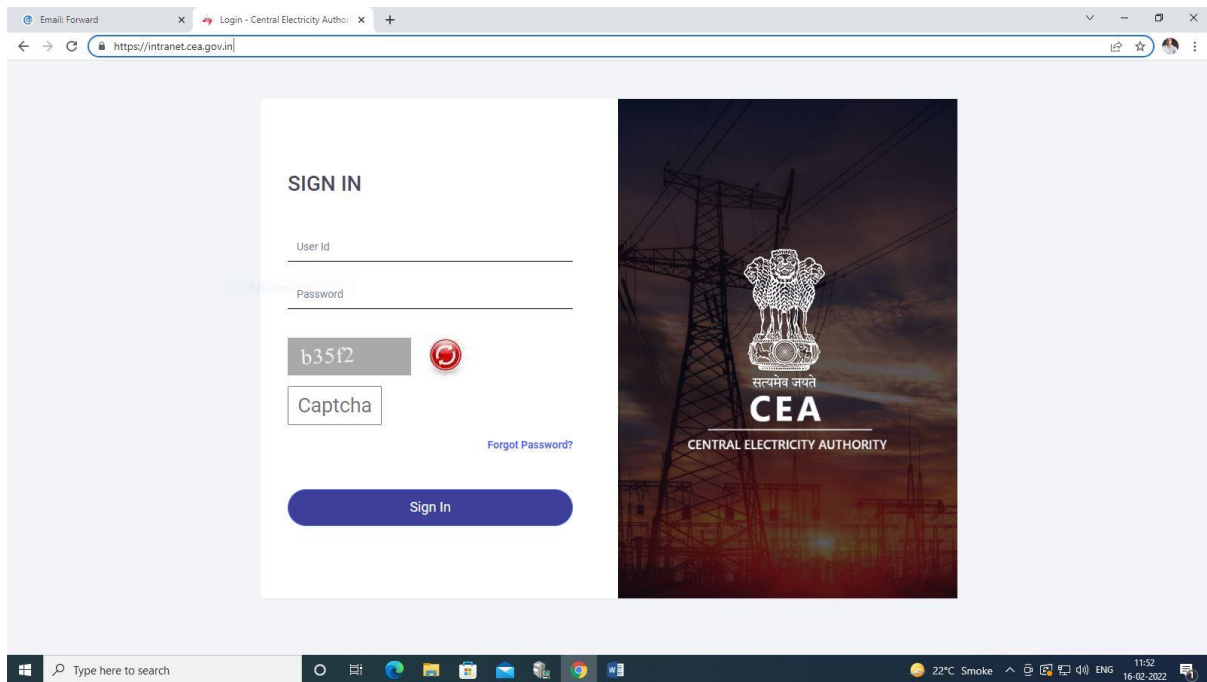 Email: Forward
Login - Central Electricity Author
https://intranet.cea.gov.in
SIGN IN
User Id
Password
b35f2
Captcha
Forgot Password?
Sign In
सत्यमेव जयते
CEA
CENTRAL ELECTRICITY AUTHORITY
Type here to search
22°C Smoke
ENG
11:52
16-02-2022